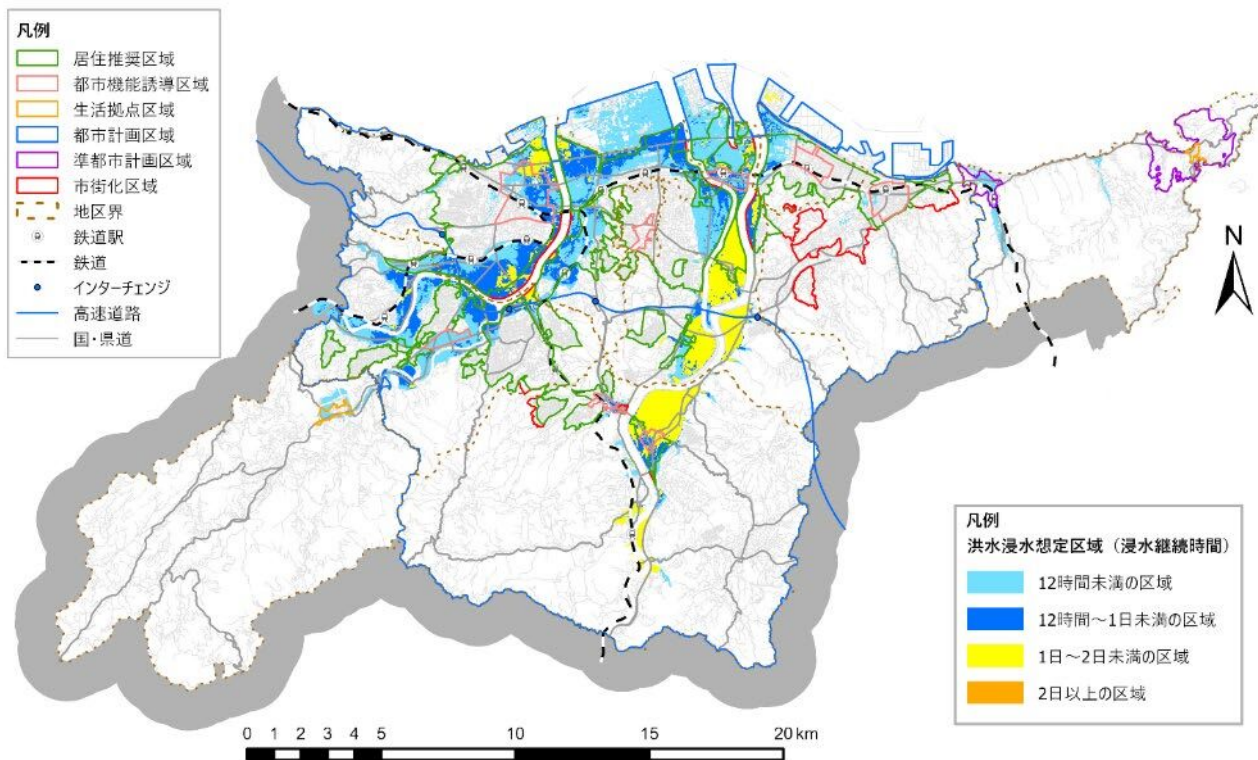 凡例
居住推奨区域
都市機能誘導区域
生活拠点区域
都市計画区域
準都市計画区域
市街化区域
地区界
鉄道駅
鉄道
インターチェンジ
高速道路
国・県道
N
凡例
洪水浸水想定区域（浸水継続時間）
12時間未満の区域
12時間～1日未満の区域
1日～2日未満の区域
2日以上の区域
0 1 2 3 4 5 10 15 20 km